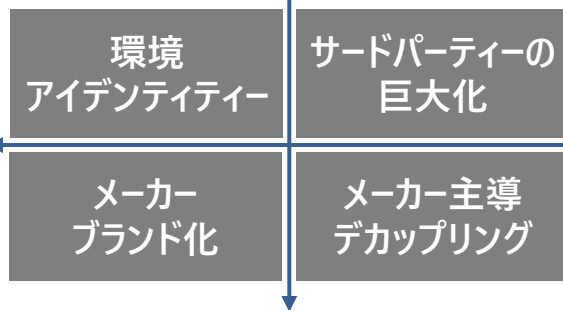 環境
アイデンティティー
サードパーティーの
巨大化
メーカー
ブランド化
メーカー主導
デカップリング